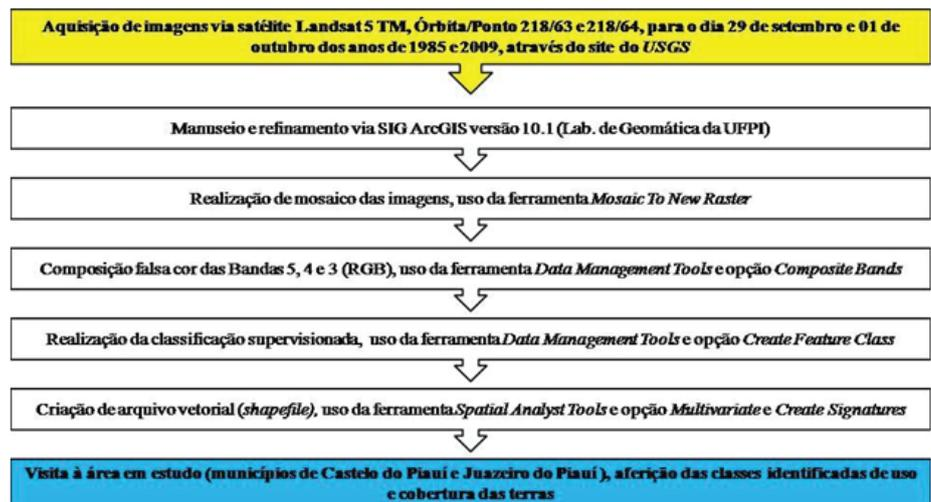 Aquisição de imagens via satélite Landsat 5 TM, Órbita/Ponto 218/63 e 218/64, para o dia 29 de setembro e 01 de
outubro dos anos de 1985 e 2009, através do site do USGS
Manuseio e refinamento via SIG ArcGIS versão 10.1 (Lab. de Geomática da UFPI)
Realização de mosaico das imagens, uso da ferramenta Mosaic To New Raster
Composição falsa cor das Bandas 5, 4 e 3 (RGB), uso da ferramenta Data Management Tools e opção Composite Bands
Realização da classificação supervisionada, uso da ferramenta Data Management Tools e opção Create Feature Class
Criação de arquivo vetorial (shapefile), uso da ferramenta Spatial Analyst Tools e opção Multivariate e Create Signatures
Visita à área em estudo (municípios de Castelo do Piauí e Juazeiro do Piauí), aferição das classes identificadas de uso
e cobertura das terras